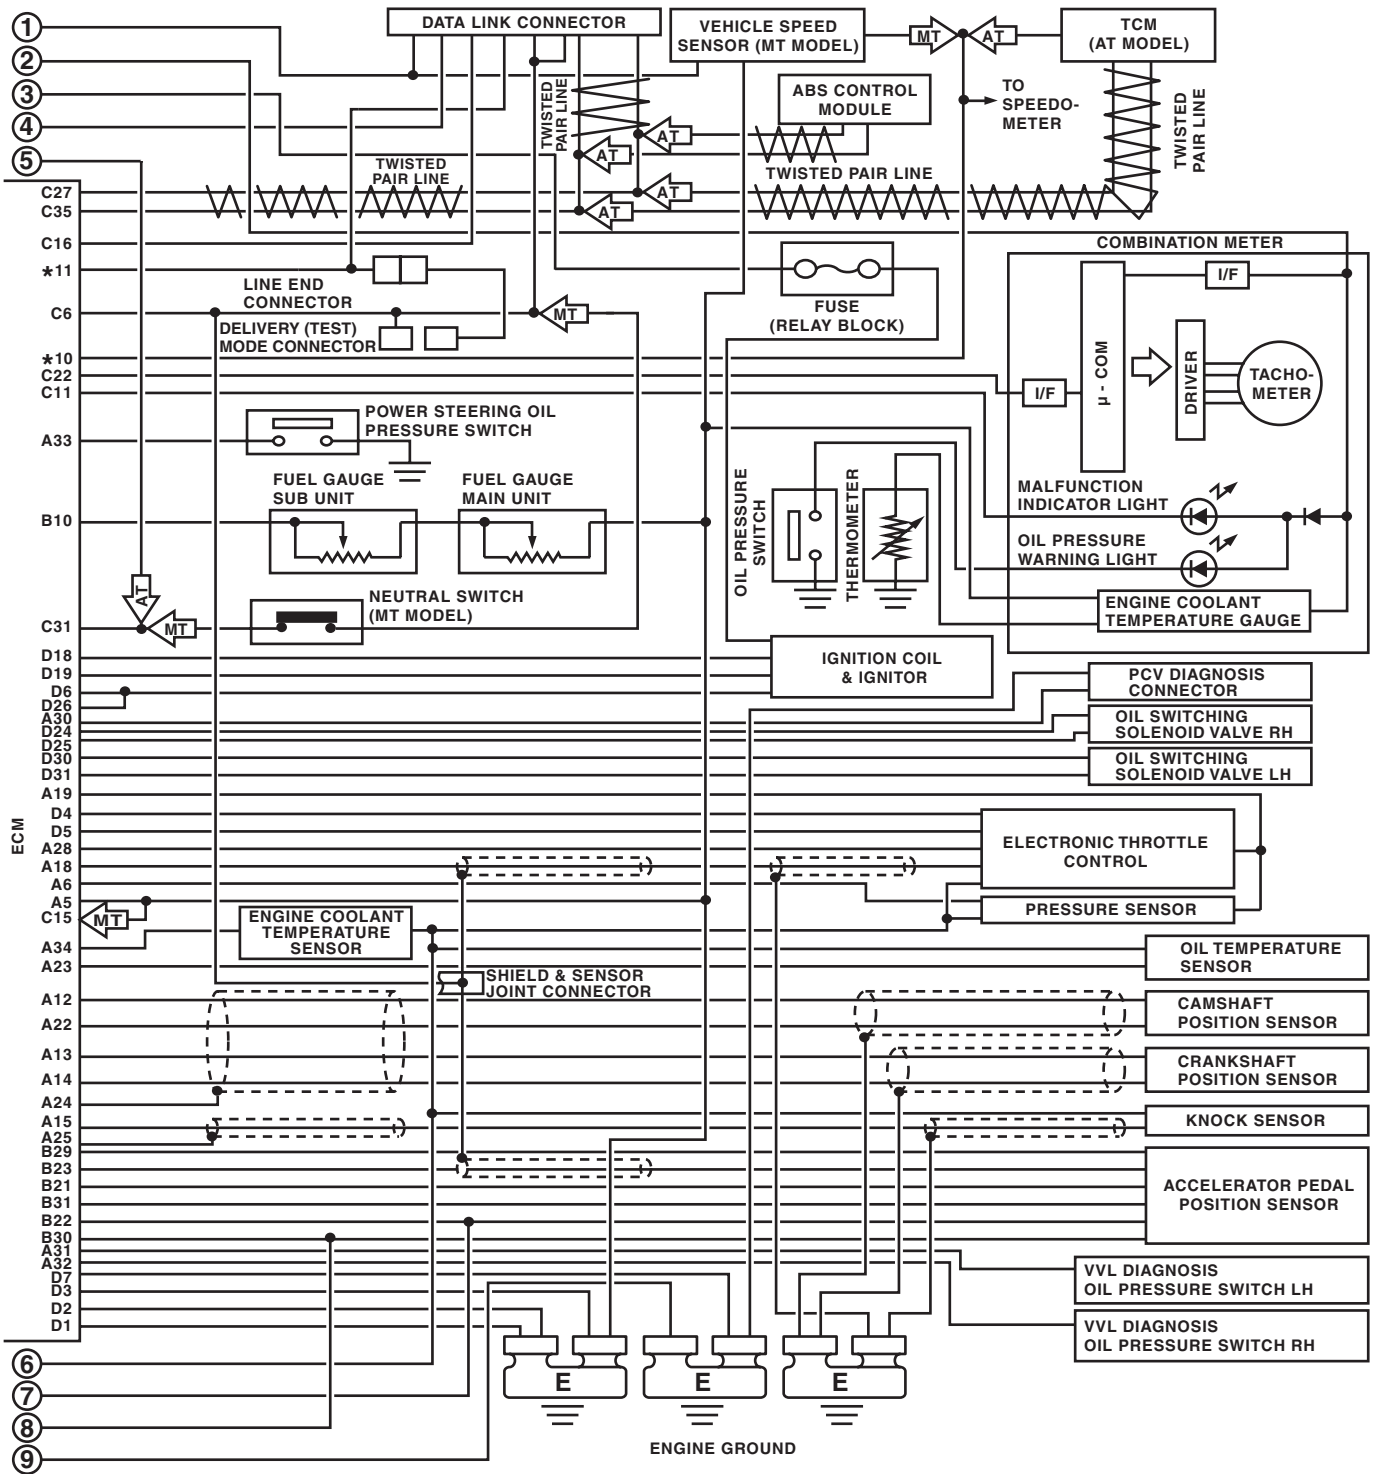 1
DATA LINK CONNECTOR
VEHICLE SPEED
SENSOR (MT MODEL)
MT
AT
TCM
(AT MODEL)
2
3
4
5
TWISTED
PAIR LINE
ABS CONTROL
MODULE
TO
SPEEDO-
METER
TWISTED
PAIR LINE
AT
AT
TWISTED
PAIR LINE
TWISTED PAIR LINE
AT
AT
C27
C35
C16
*11
C6
*10
C22
C11
A33
B10
C31
D18
D19
D6
D26
A30
D24
D25
D30
D31
A19
D4
D5
A28
A18
A6
A5
C15
A34
A23
A12
A22
A13
A14
A24
A15
A25
B29
B23
B21
B31
B22
B30
A31
A32
D7
D3
D2
D1
ECM
LINE END
CONNECTOR
DELIVERY (TEST)
MODE CONNECTOR
MT
FUSE
(RELAY BLOCK)
COMBINATION METER
I/F
I/F
µ - COM
DRIVER
TACHO-
METER
POWER STEERING OIL
PRESSURE SWITCH
FUEL GAUGE
SUB UNIT
FUEL GAUGE
MAIN UNIT
OIL PRESSURE
SWITCH
THERMOMETER
MALFUNCTION
INDICATOR LIGHT
OIL PRESSURE
WARNING LIGHT
ENGINE COOLANT
TEMPERATURE GAUGE
AT
MT
NEUTRAL SWITCH
(MT MODEL)
IGNITION COIL
& IGNITOR
PCV DIAGNOSIS
CONNECTOR
OIL SWITCHING
SOLENOID VALVE RH
OIL SWITCHING
SOLENOID VALVE LH
ELECTRONIC THROTTLE
CONTROL
PRESSURE SENSOR
MT
ENGINE COOLANT
TEMPERATURE
SENSOR
OIL TEMPERATURE
SENSOR
SHIELD & SENSOR
JOINT CONNECTOR
CAMSHAFT
POSITION SENSOR
CRANKSHAFT
POSITION SENSOR
KNOCK SENSOR
ACCELERATOR PEDAL
POSITION SENSOR
VVL DIAGNOSIS
OIL PRESSURE SWITCH LH
VVL DIAGNOSIS
OIL PRESSURE SWITCH RH
6
7
8
9
E
E
E
ENGINE GROUND